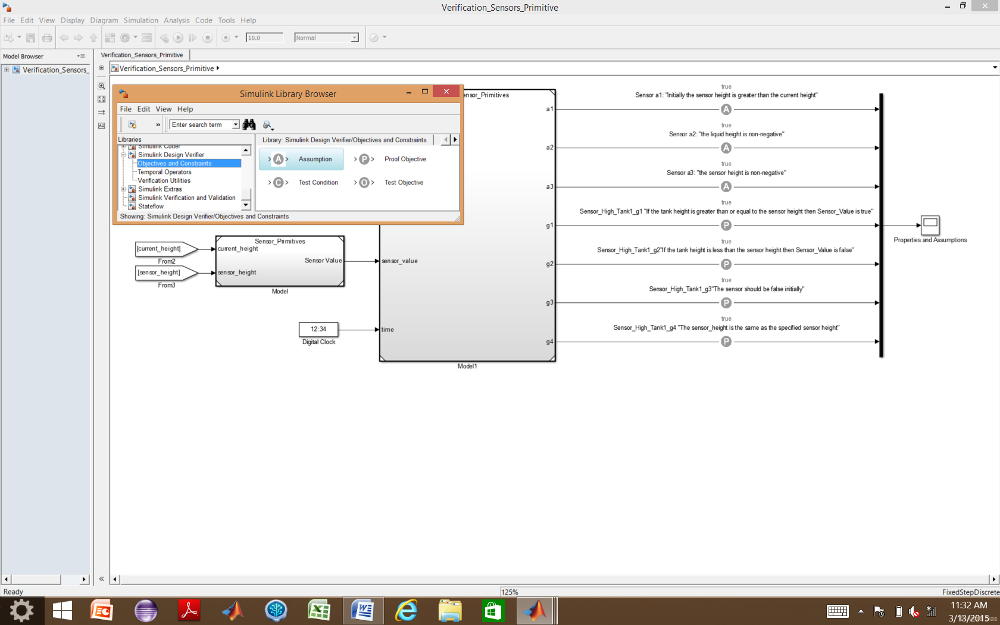 Verification_Sensors_Primitive
File Edit View Display Diagram Simulation Analysis Code Tools Help
10.0 Normal
Model Browser
Verification_Sensors_Primitive
Verification_Sensors_
Verification_Sensors_Primitive
Simulink Library Browser
File Edit View Help
» Enter search term
Libraries
Library: Simulink Design Verifier/Objectives and Constraints
Simulink Coder
Simulink Design Verifier
Objectives and Constraints
Temporal Operators
Verification Utilities
Simulink Extras
Simulink Verification and Validation
Stateflow
A Assumption
P Proof Objective
C Test Condition
O Test Objective
Showing: Simulink Design Verifier/Objectives and Constraints
ensor_Primitives
true
Sensor a1: "Initially the sensor height is greater than the current height"
a1 A
true
Sensor a2: "the liquid height is non-negative"
a2 A
true
Sensor a3: "the sensor height is non-negative"
a3 A
true
Sensor_High_Tank1_g1 "If the tank height is greater than or equal to the sensor height then Sensor_Value is true"
g1 P
true
Sensor_High_Tank1_g2"If the tank height is less than the sensor height then Sensor_Value is false"
g2 P
true
Sensor_High_Tank1_g3"The sensor should be false initially"
g3 P
true
Sensor_High_Tank1_g4 "The sensor_height is the same as the specified sensor height"
g4 P
Properties and Assumptions
[current_height]
From2
[sensor_height]
From3
Sensor_Primitives
current_height
Sensor Value
sensor_height
Model
sensor_value
12:34
Digital Clock
time
Model1
Ready
125%
FixedStepDiscrete
11:32 AM
3/13/2015